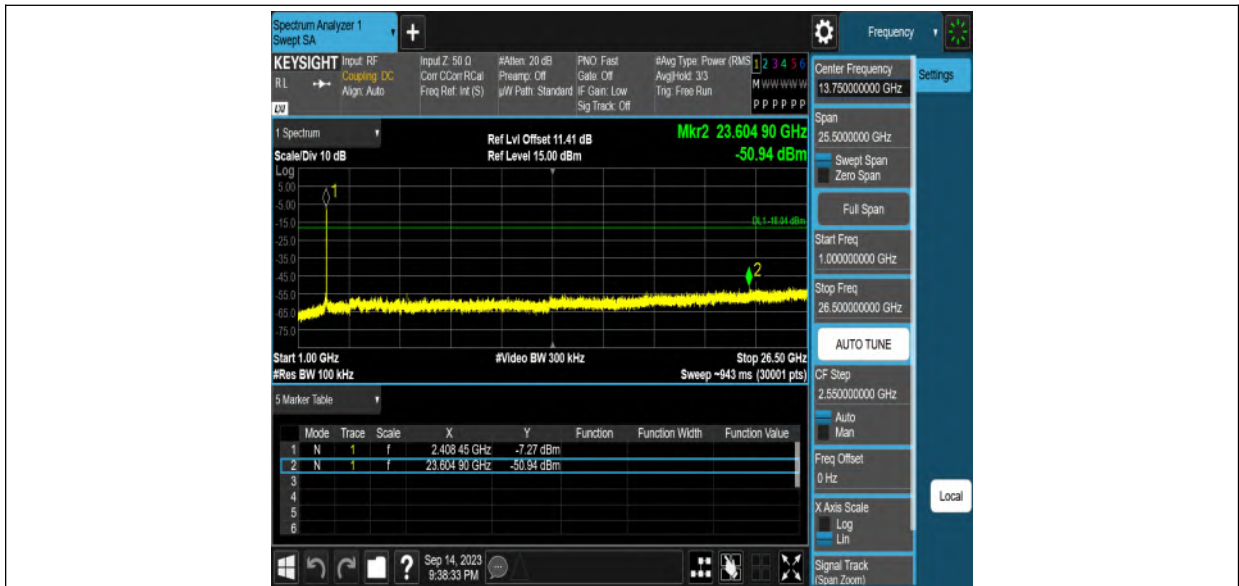 Spectrum Analyzer 1
Swept SA
+
Frequency
KEYSIGHT
R L
LXI
Input: RF
Coupling: DC
Align: Auto
Input Z: 50 Ω
Corr CCorr RCal
Freq Ref: Int (S)
#Atten: 20 dB
Preamp: Off
µW Path: Standard
PNO: Fast
Gate: Off
IF Gain: Low
Sig Track: Off
#Avg Type: Power (RMS
Avg|Hold: 3/3
Trig: Free Run
1 2 3 4 5 6
M W W W W W
P P P P P P
1 Spectrum
Scale/Div 10 dB
Ref Lvl Offset 11.41 dB
Ref Level 15.00 dBm
Mkr2 23.604 90 GHz
-50.94 dBm
Log
5.00
-5.00
-15.0
-25.0
-35.0
-45.0
-55.0
-65.0
-75.0
1
2
DL1 -18.04 dBm
Start 1.00 GHz
#Res BW 100 kHz
#Video BW 300 kHz
Stop 26.50 GHz
Sweep ~943 ms (30001 pts)
5 Marker Table
Mode Trace Scale X Y Function Function Width Function Value
1 N 1 f 2.408 45 GHz -7.27 dBm
2 N 1 f 23.604 90 GHz -50.94 dBm
3
4
5
6
?
Sep 14, 2023
9:38:33 PM
Center Frequency
13.750000000 GHz
Settings
Span
25.5000000 GHz
Swept Span
Zero Span
Full Span
Start Freq
1.000000000 GHz
Stop Freq
26.500000000 GHz
AUTO TUNE
CF Step
2.550000000 GHz
Auto
Man
Freq Offset
0 Hz
X Axis Scale
Log
Lin
Local
Signal Track
(Span Zoom)